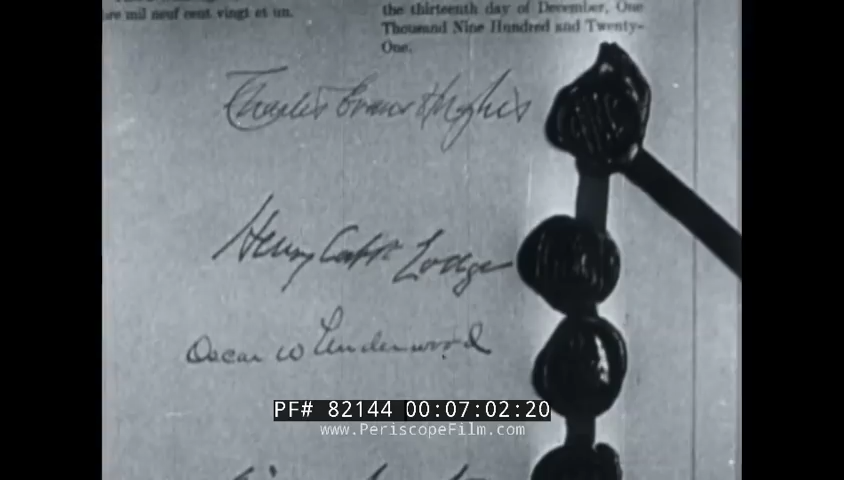 mil neuf cent vingt et un.
the thirteenth day of December, One
Thousand Nine Hundred and Twenty-
One.
Charles Evans Hughes
Henry Cabot Lodge
Oscar W Underwood
PF# 82144 00:07:02:20
www.PeriscopeFilm.com